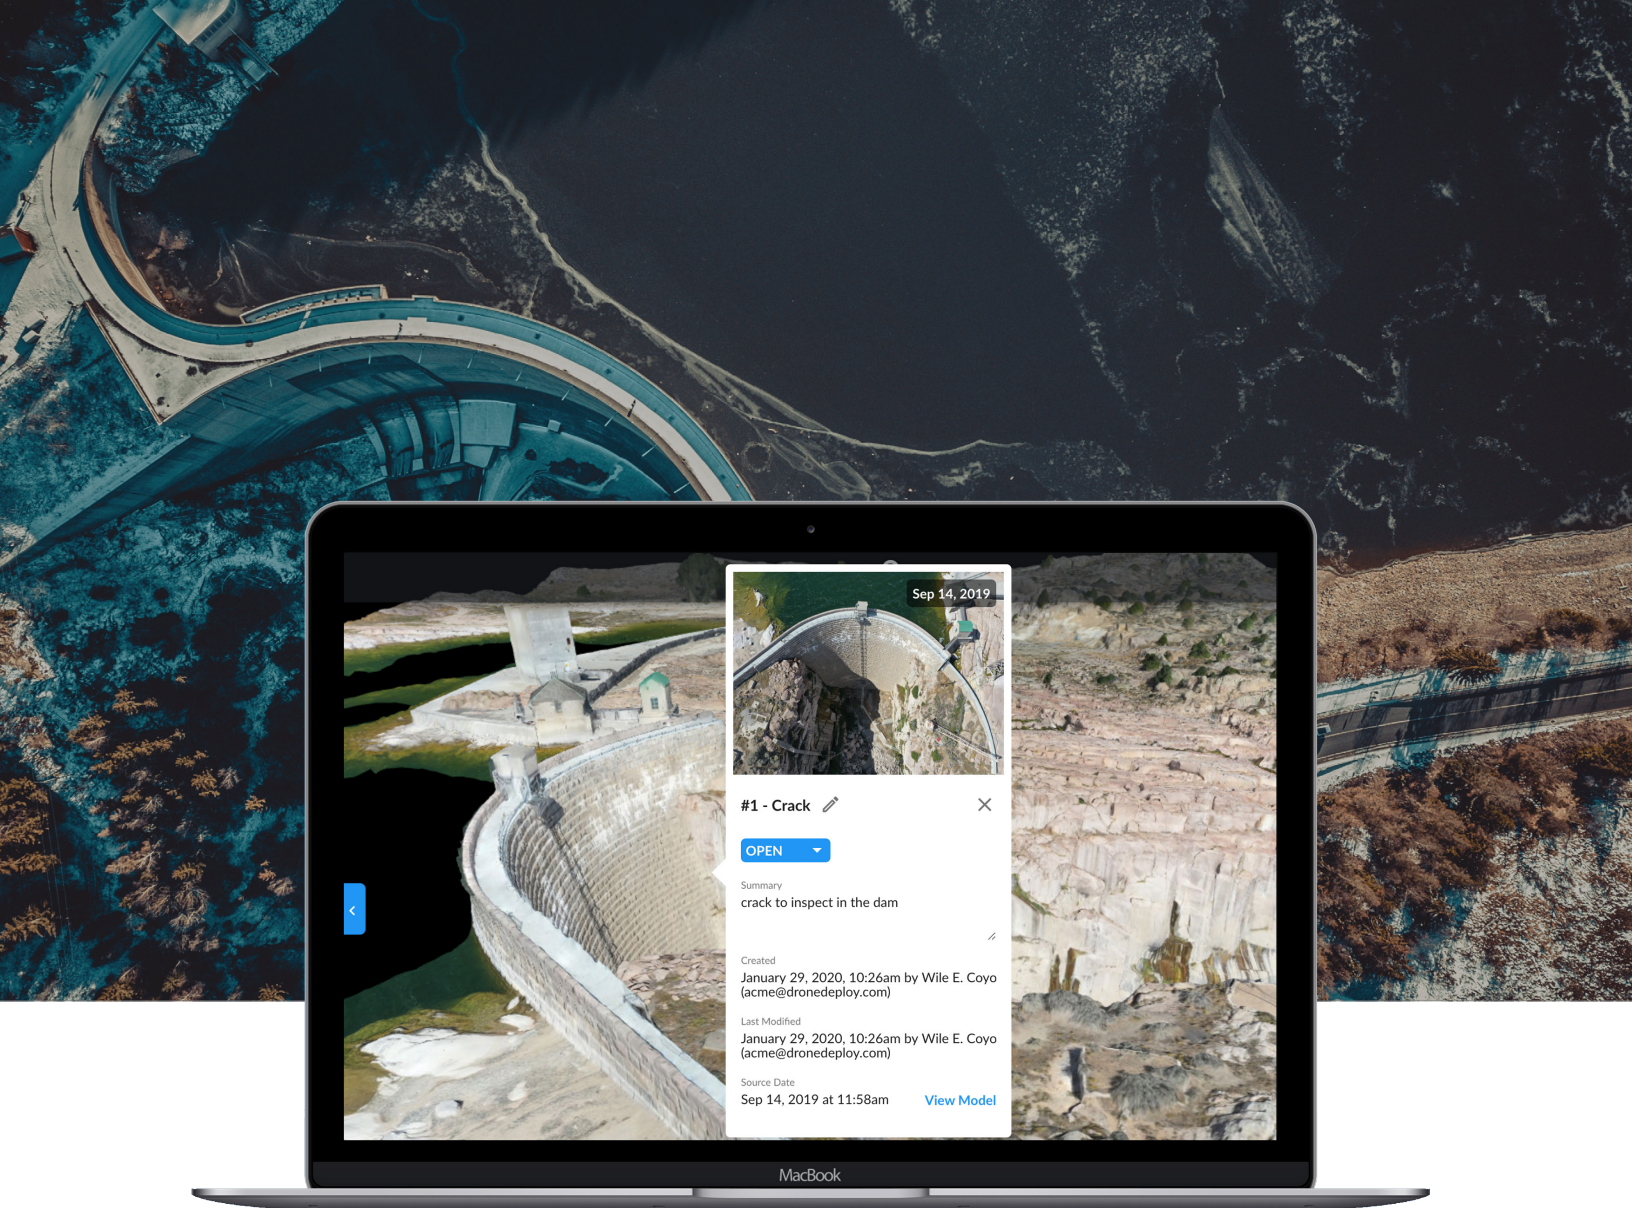 Sep 14, 2019
#1 - Crack
OPEN
Summary
crack to inspect in the dam
Created
January 29, 2020, 10:26am by Wile E. Coyo
(acme@dronedeploy.com)
Last Modified
January 29, 2020, 10:26am by Wile E. Coyo
(acme@dronedeploy.com)
Source Date
Sep 14, 2019 at 11:58am
View Model
MacBook